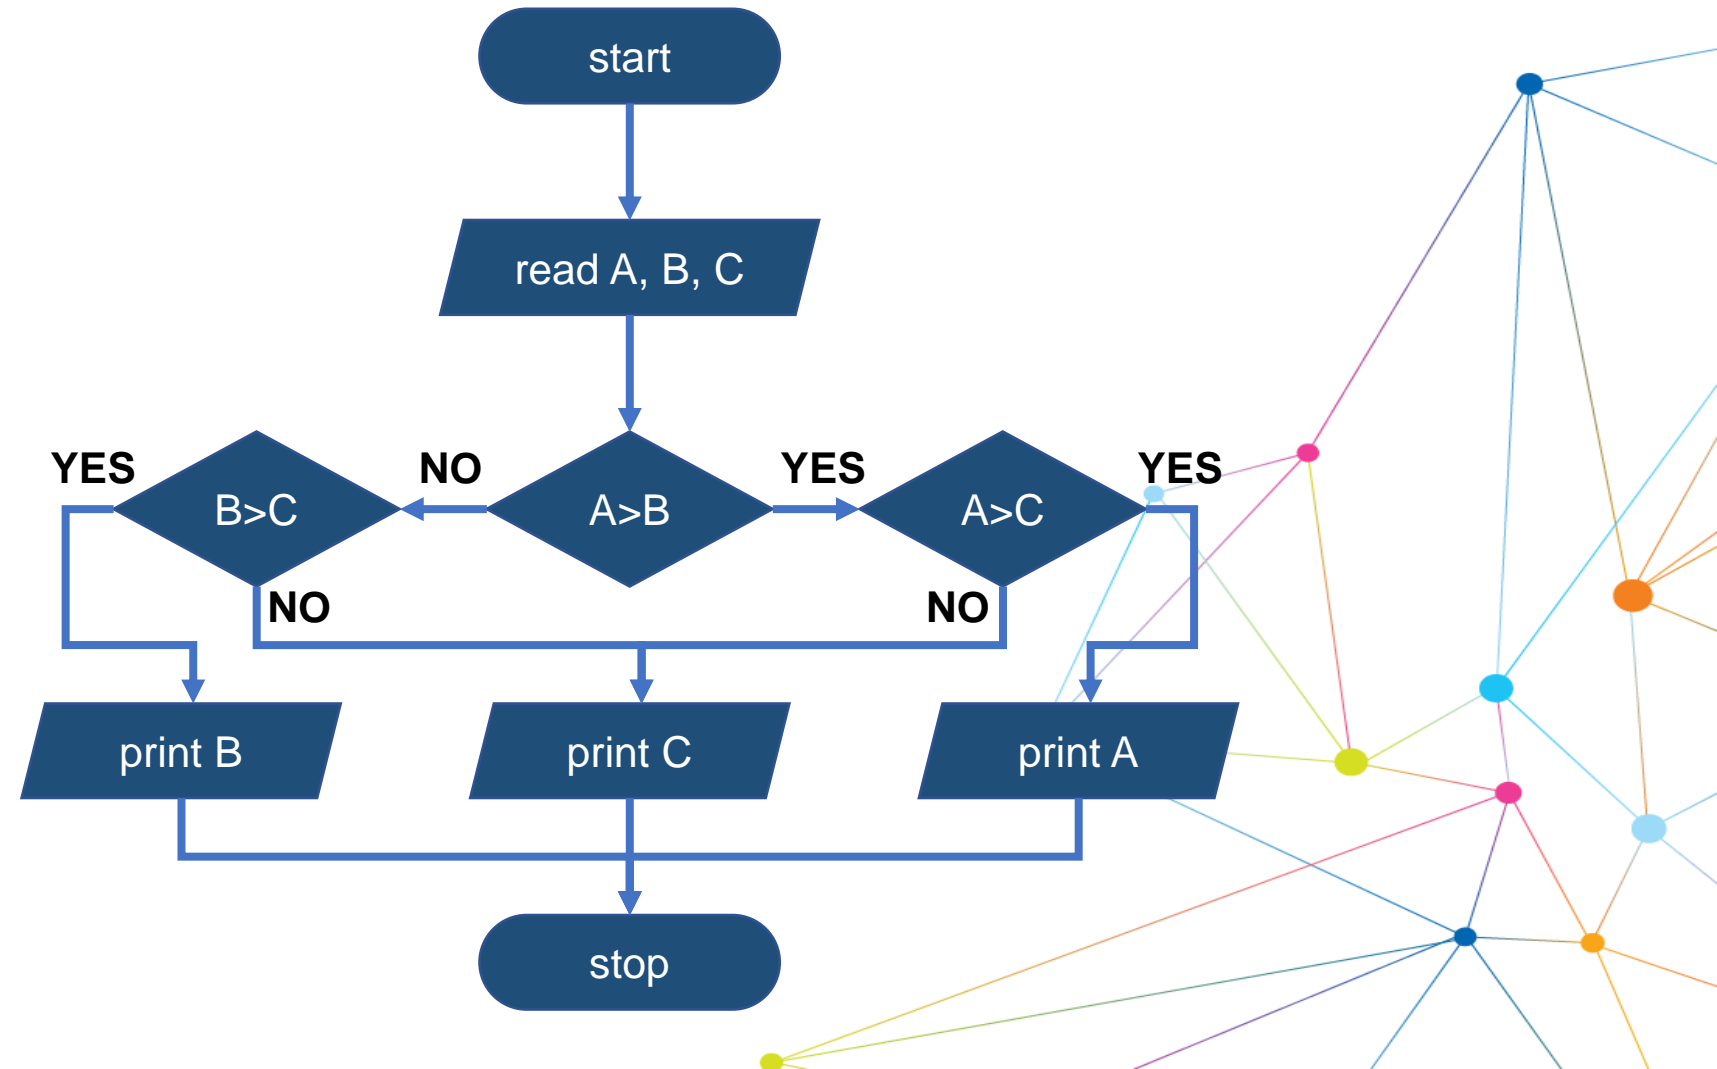 start
read A, B, C
YES
NO
YES
YES
B>C
A>B
A>C
NO
NO
print B
print C
print A
stop